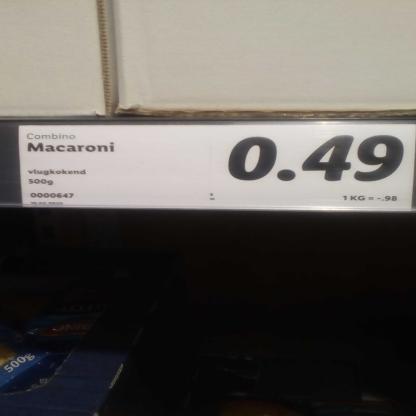 Combino
Macaroni
0.49
vlugkokend
500g
0000647
1 KG = -.98
500g